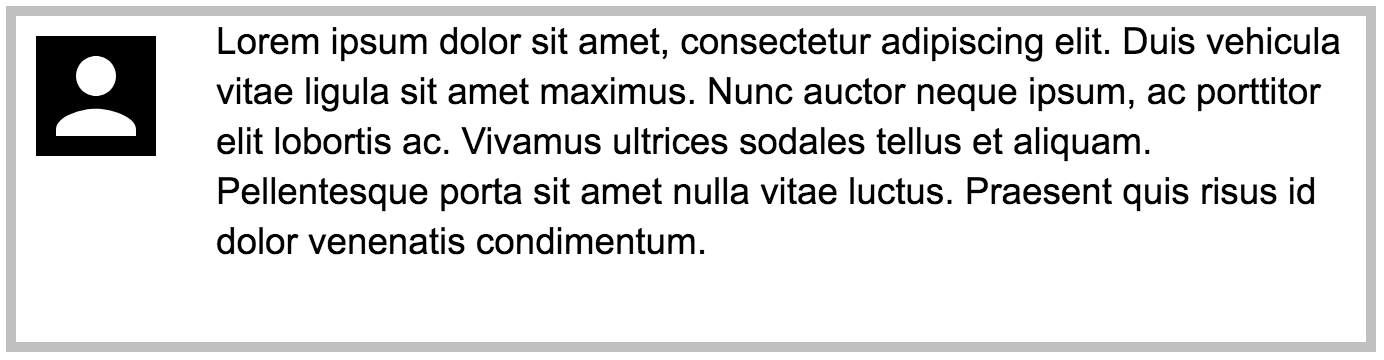 Lorem ipsum dolor sit amet, consectetur adipiscing elit. Duis vehicula
vitae ligula sit amet maximus. Nunc auctor neque ipsum, ac porttitor
elit lobortis ac. Vivamus ultrices sodales tellus et aliquam.
Pellentesque porta sit amet nulla vitae luctus. Praesent quis risus id
dolor venenatis condimentum.